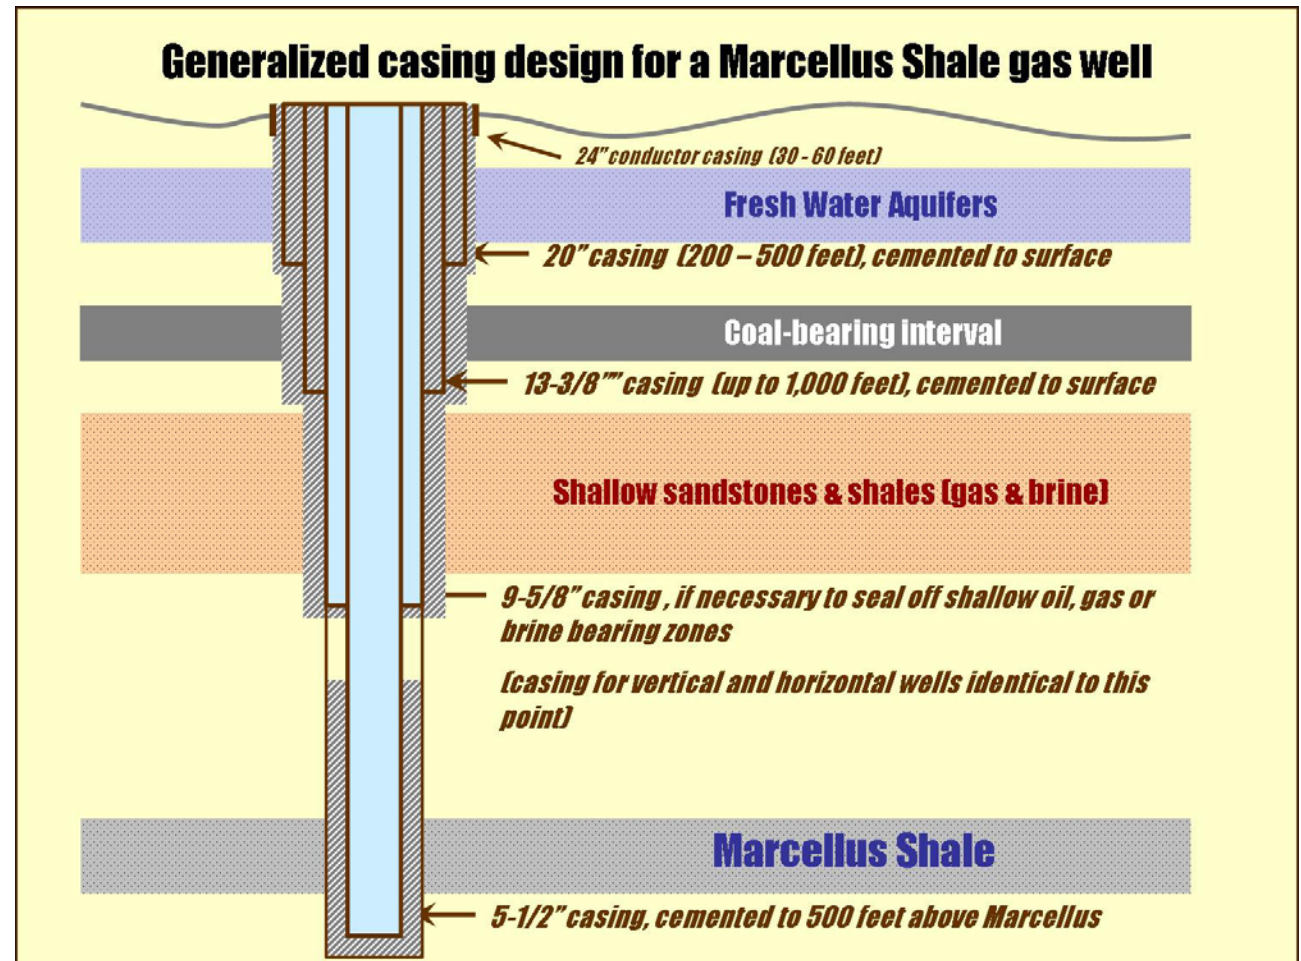 Generalized casing design for a Marcellus Shale gas well
24" conductor casing (30 - 60 feet)
Fresh Water Aquifers
20" casing (200 – 500 feet), cemented to surface
Coal-bearing interval
13-3/8"" casing (up to 1,000 feet), cemented to surface
Shallow sandstones & shales (gas & brine)
9-5/8" casing , if necessary to seal off shallow oil, gas or
brine bearing zones
(casing for vertical and horizontal wells identical to this
point)
Marcellus Shale
5-1/2" casing, cemented to 500 feet above Marcellus